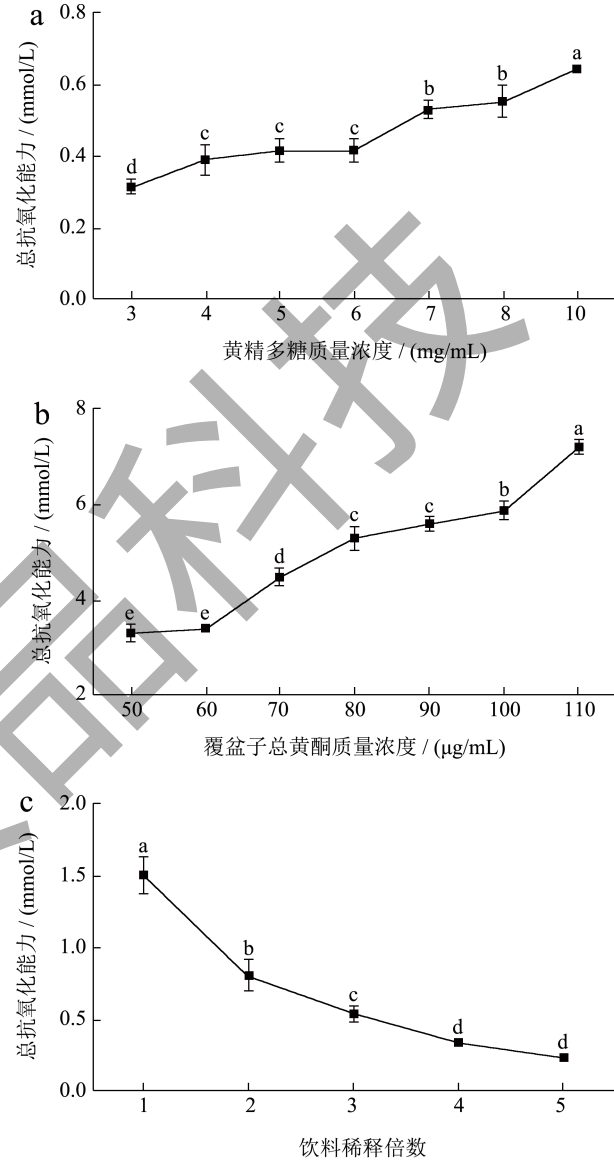 a
总抗氧化能力 / (mmol/L)
0.8
0.6
0.4
0.2
0.0
d
c
c
c
b
b
a
3 4 5 6 7 8 10
黄精多糖质量浓度 / (mg/mL)
b
总抗氧化能力 / (mmol/L)
8
6
4
2
e
e
d
c
c
b
a
50 60 70 80 90 100 110
覆盆子总黄酮质量浓度 / (μg/mL)
c
总抗氧化能力 / (mmol/L)
2.0
1.5
1.0
0.5
0.0
a
b
c
d
d
1 2 3 4 5
饮料稀释倍数
品科技